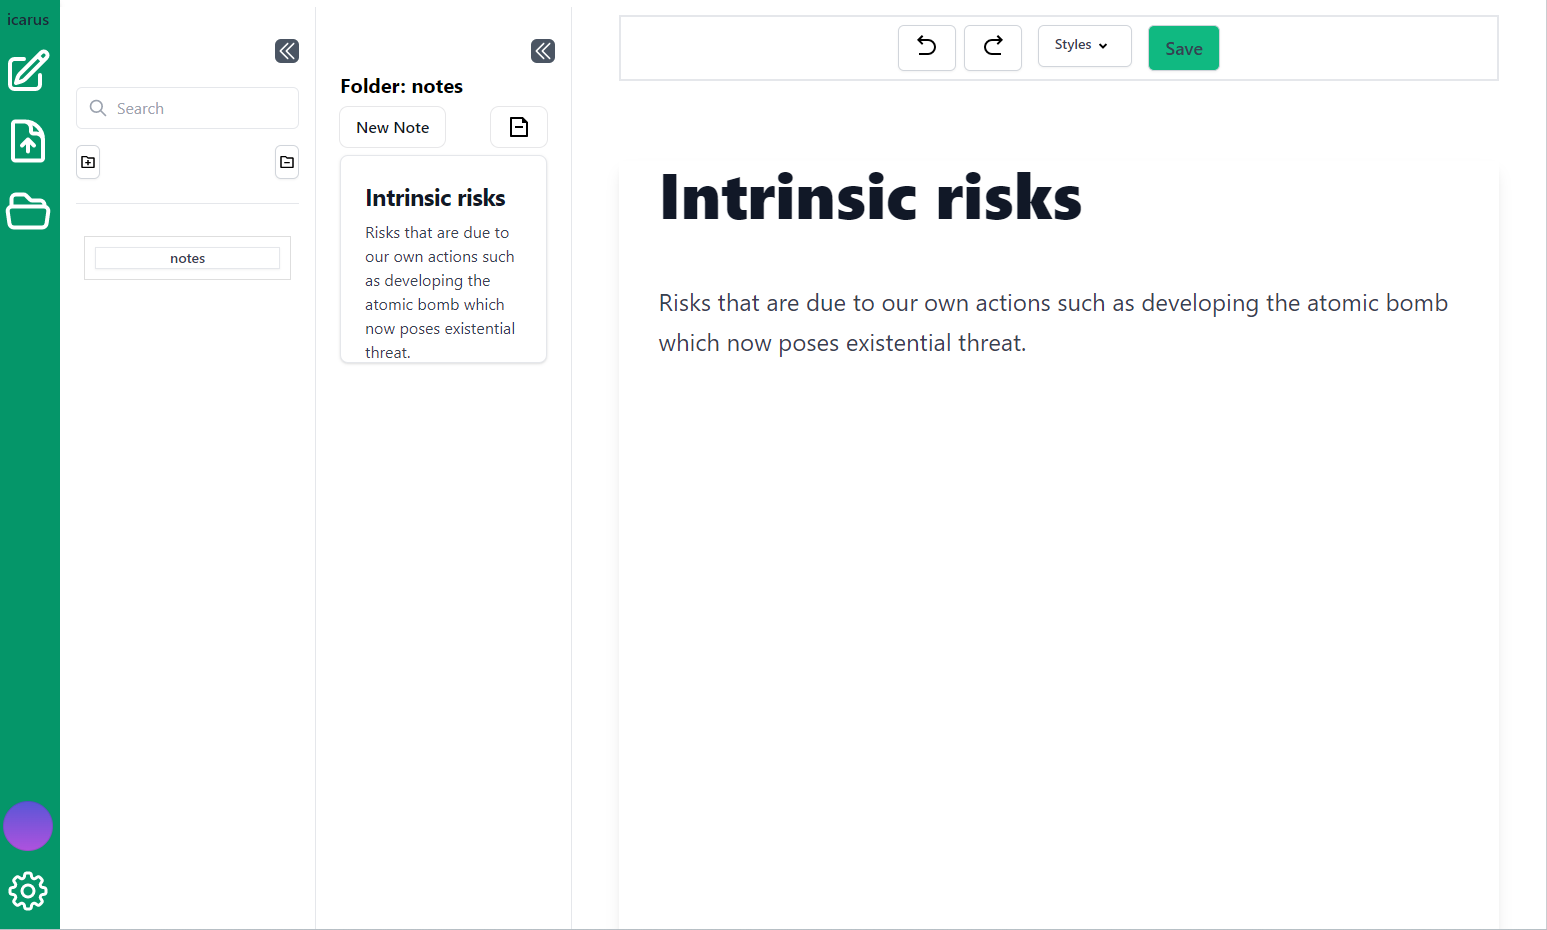 icarus
Search
notes
Folder: notes
New Note
Intrinsic risks
Risks that are due to
our own actions such
as developing the
atomic bomb which
now poses existential
threat.
Styles
Save
Intrinsic risks
Risks that are due to our own actions such as developing the atomic bomb
which now poses existential threat.